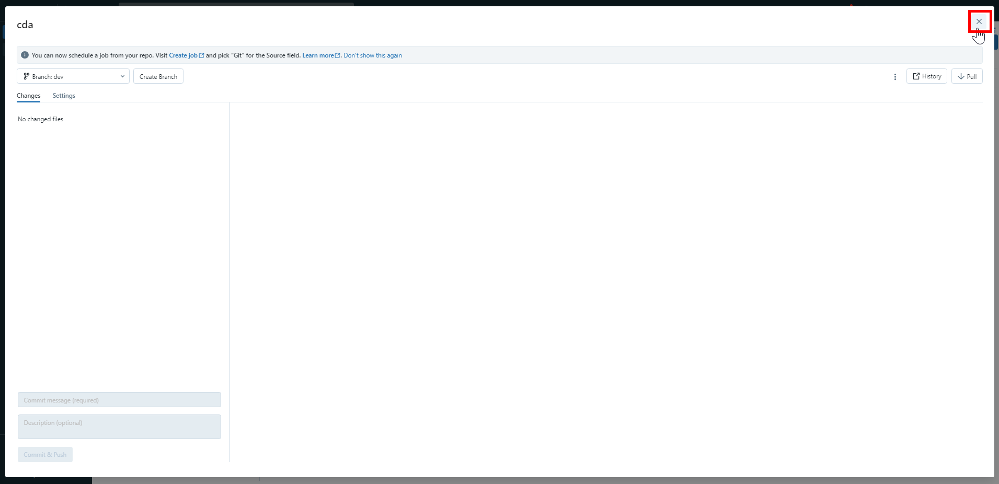 cda
You can now schedule a job from your repo. Visit Create job and pick “Git” for the Source field. Learn more. Don't show this again
Branch: dev
Create Branch
History
Pull
Changes
Settings
No changed files
Commit message (required)
Description (optional)
Commit & Push